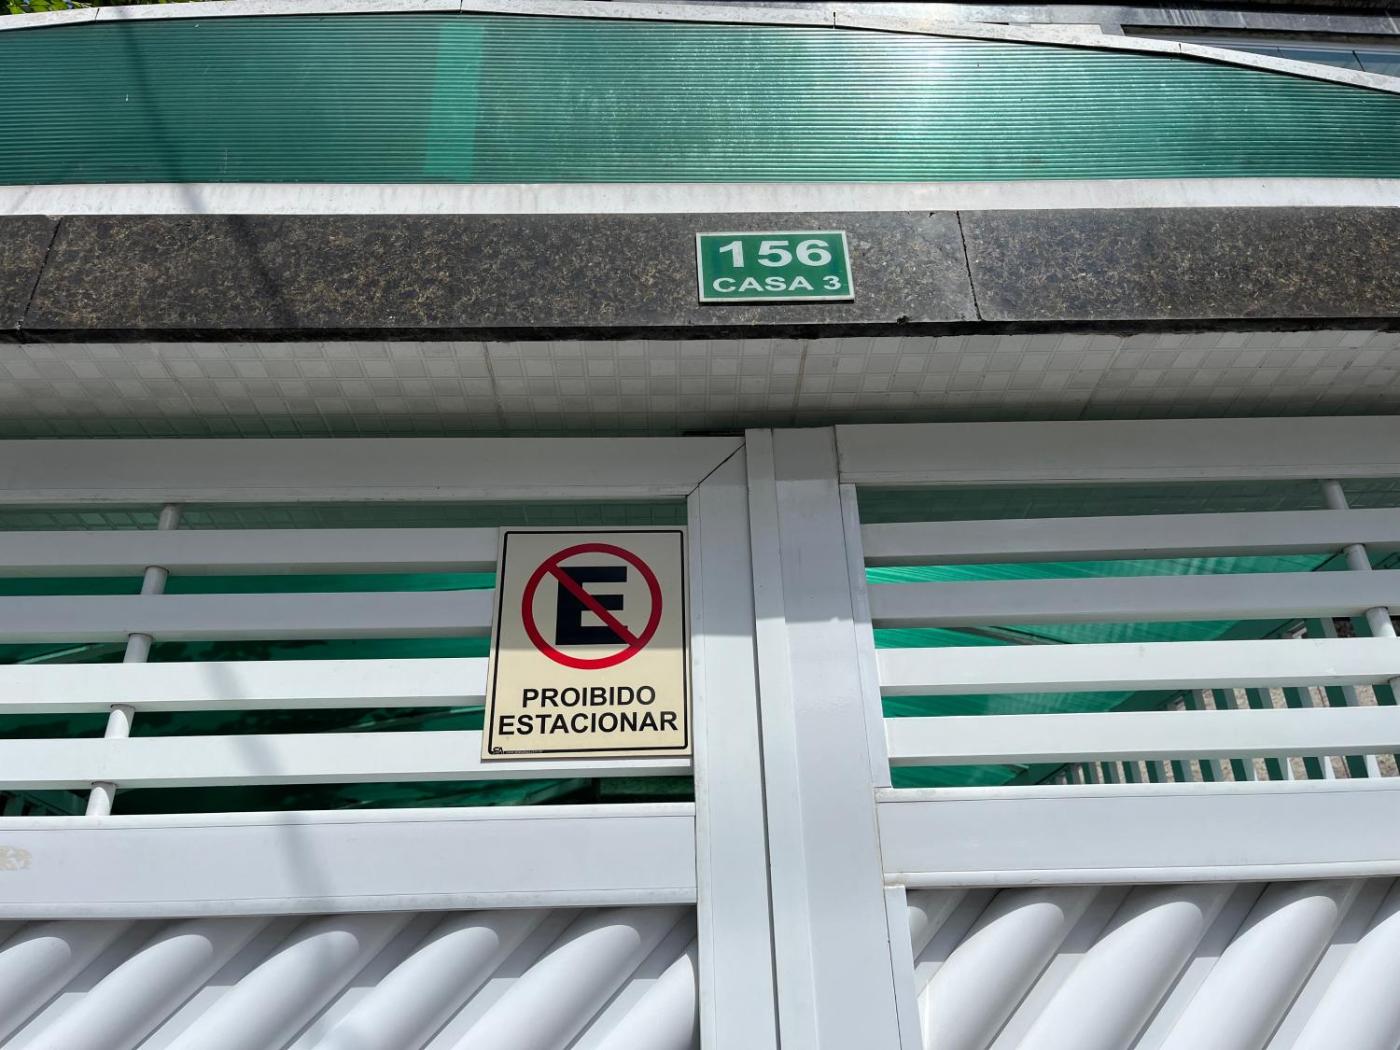 156
CASA 3
E
PROIBIDO
ESTACIONAR